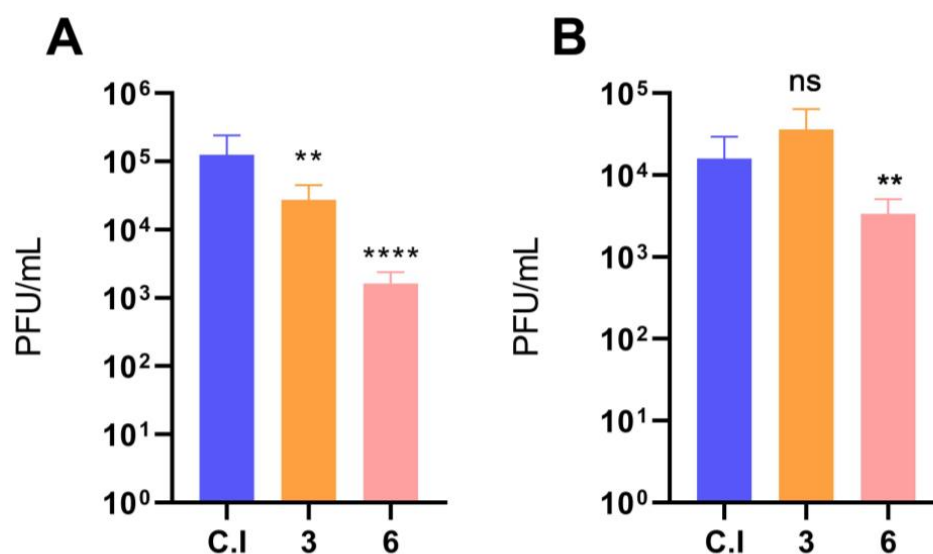 A
PFU/mL
10⁶
10⁵
10⁴
10³
10²
10¹
10⁰
**
****
C.I 3 6
B
PFU/mL
10⁵
10⁴
10³
10²
10¹
10⁰
ns
**
C.I 3 6